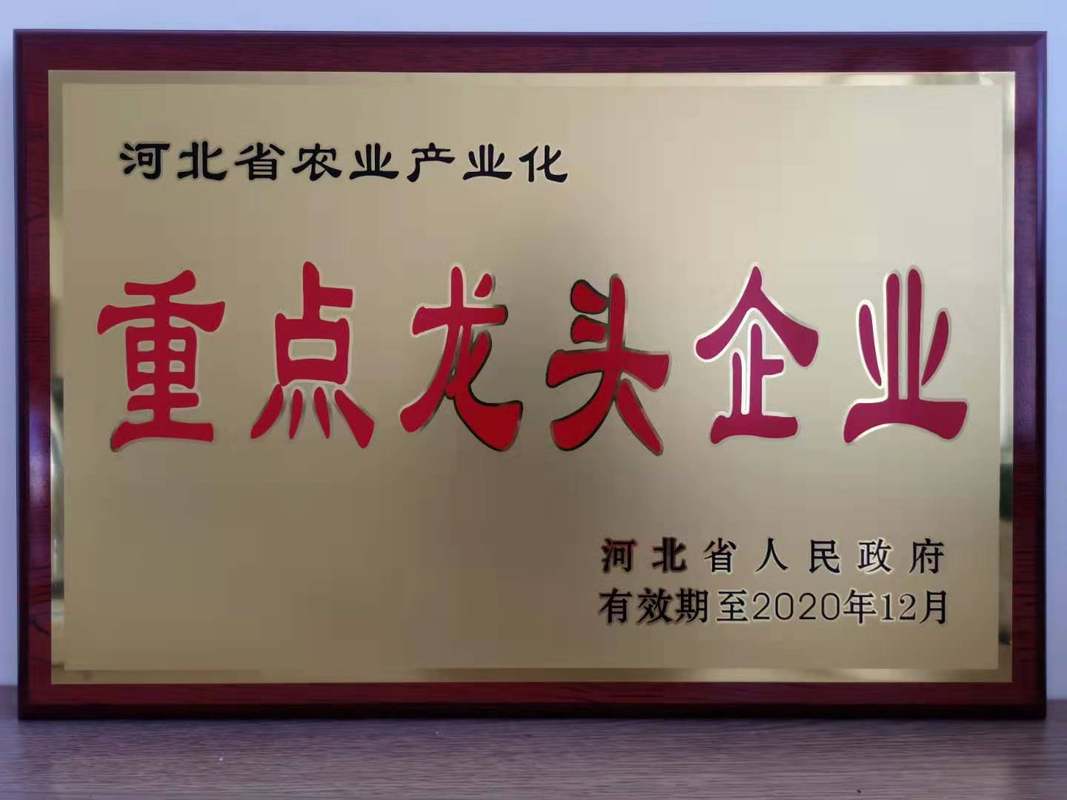 河北省农业产业化
重点龙头企业
河北省人民政府
有效期至2020年12月